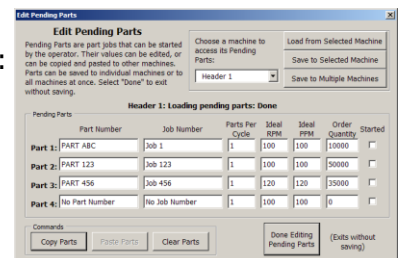 Edit Pending Parts
Edit Pending Parts
Pending Parts are part jobs that can be started
by the operator. Their values can be edited, or
can be copied and pasted to other machines.
Parts can be saved to individual machines or to
all machines at once. Select "Done" to exit
without saving.
Choose a machine to
access its Pending
Parts:
Header 1
Load from Selected Machine
Save to Selected Machine
Save to Multiple Machines
:
Header 1: Loading pending parts: Done
Pending Parts
Part Number Job Number Parts Per Cycle Ideal RPM Ideal PPM Order Quantity Started
Part 1: PART ABC Job 1 1 100 100 10000
Part 2: PART 123 Job 123 1 100 100 50000
Part 3: PART 456 Job 456 1 120 120 35000
Part 4: No Part Number No Job Number 1 100 100 0
Commands
Copy Parts Paste Parts Clear Parts
Done Editing
Pending Parts
(Exits without
saving)